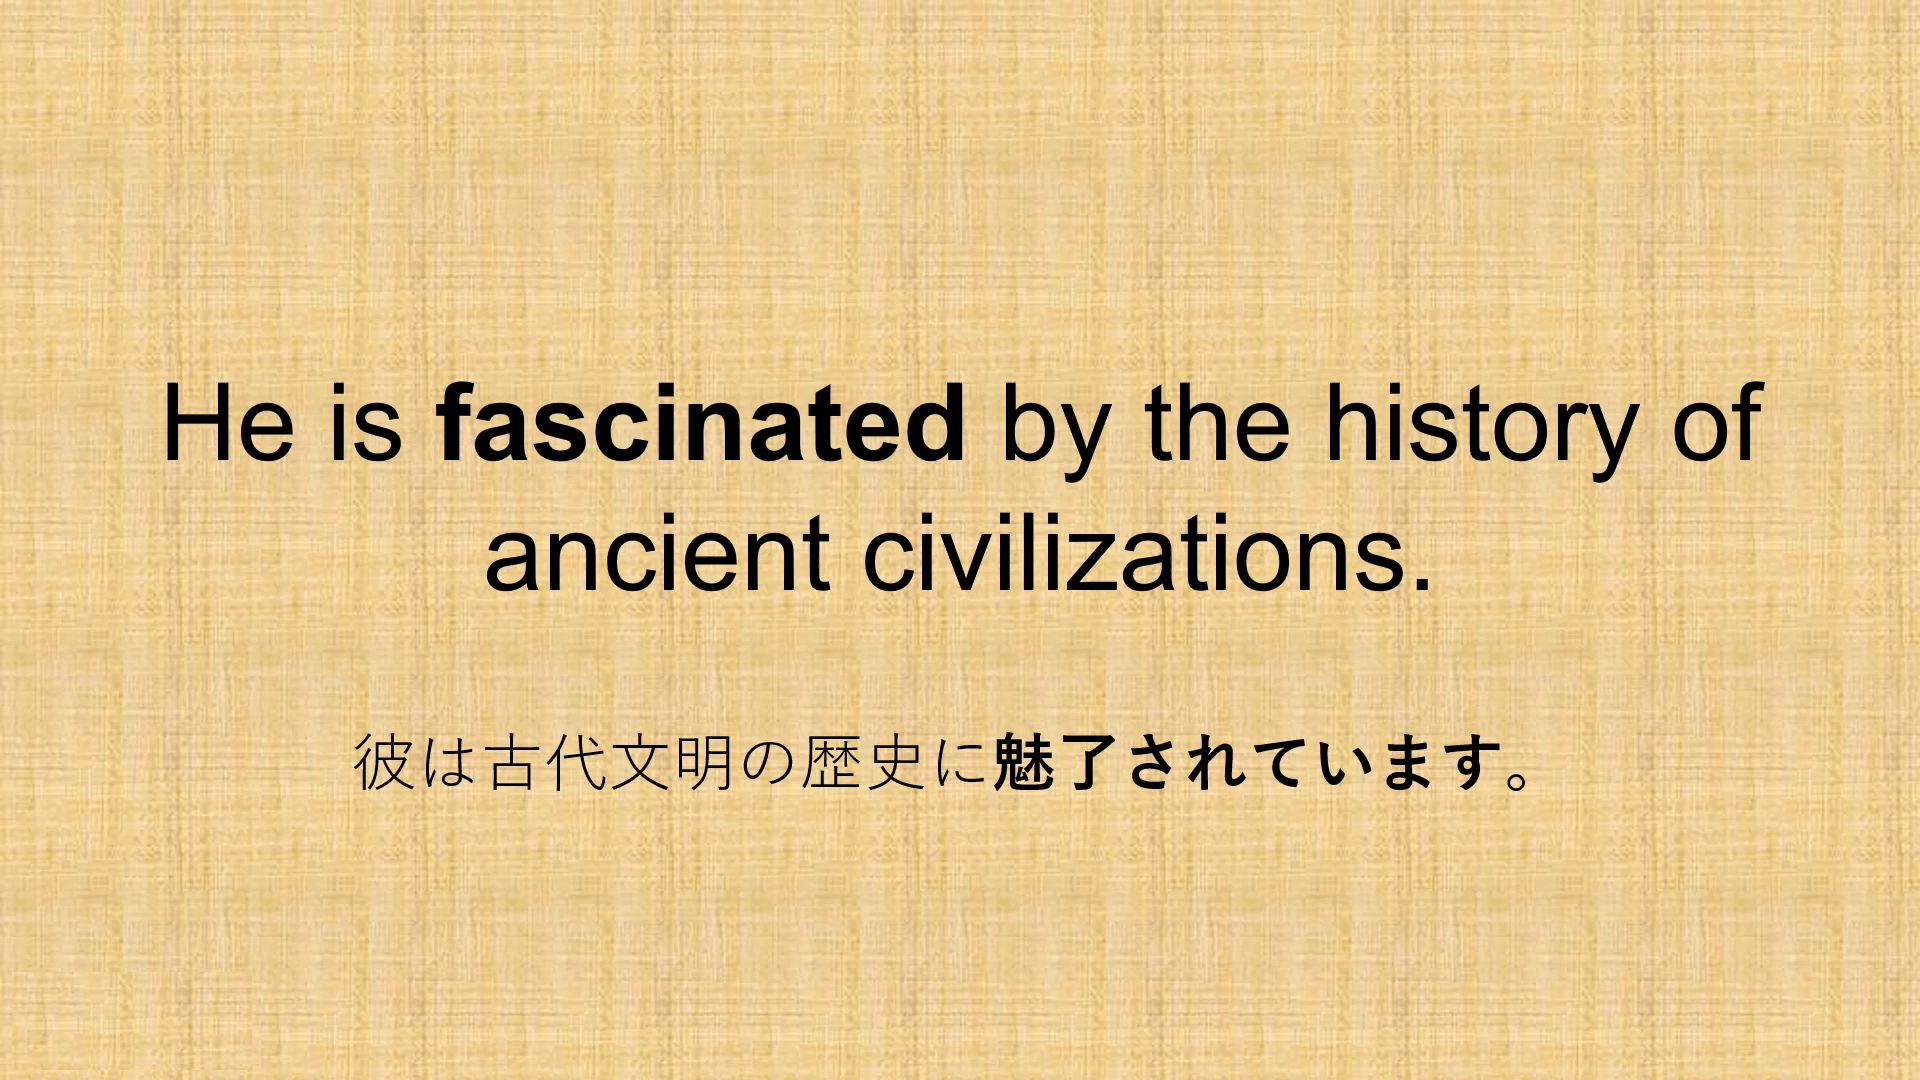 He is fascinated by the history of
ancient civilizations.
彼は古代文明の歴史に魅了されています。